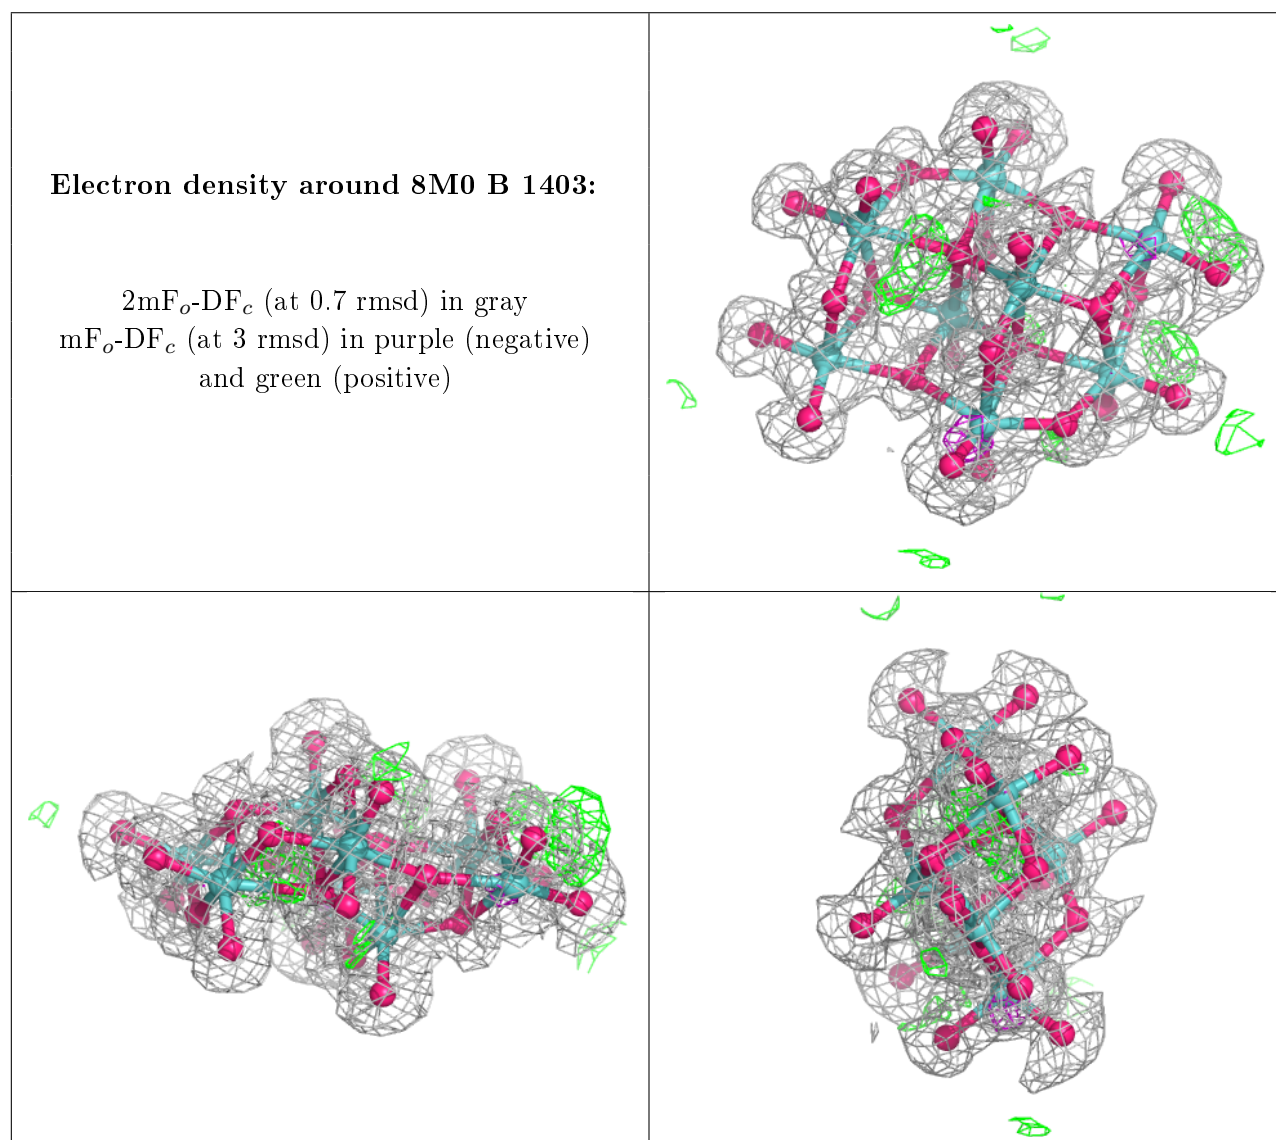 Electron density around 8M0 B 1403:
2mFₒ-DF𝒸 (at 0.7 rmsd) in gray
mFₒ-DF𝒸 (at 3 rmsd) in purple (negative)
and green (positive)